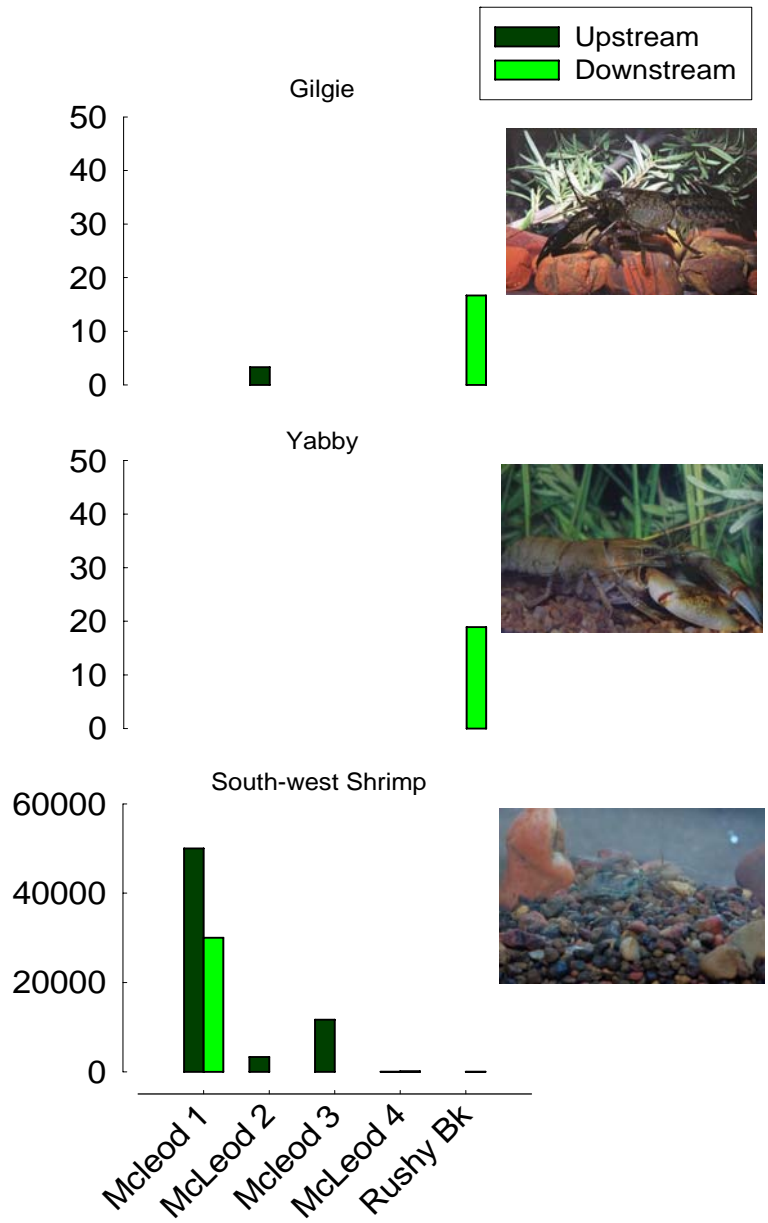 Upstream
Downstream
Gilgie
50
40
30
20
10
0
Yabby
50
40
30
20
10
0
South-west Shrimp
60000
40000
20000
0
Mcleod 1
McLeod 2
Mcleod 3
McLeod 4
Rushy Bk